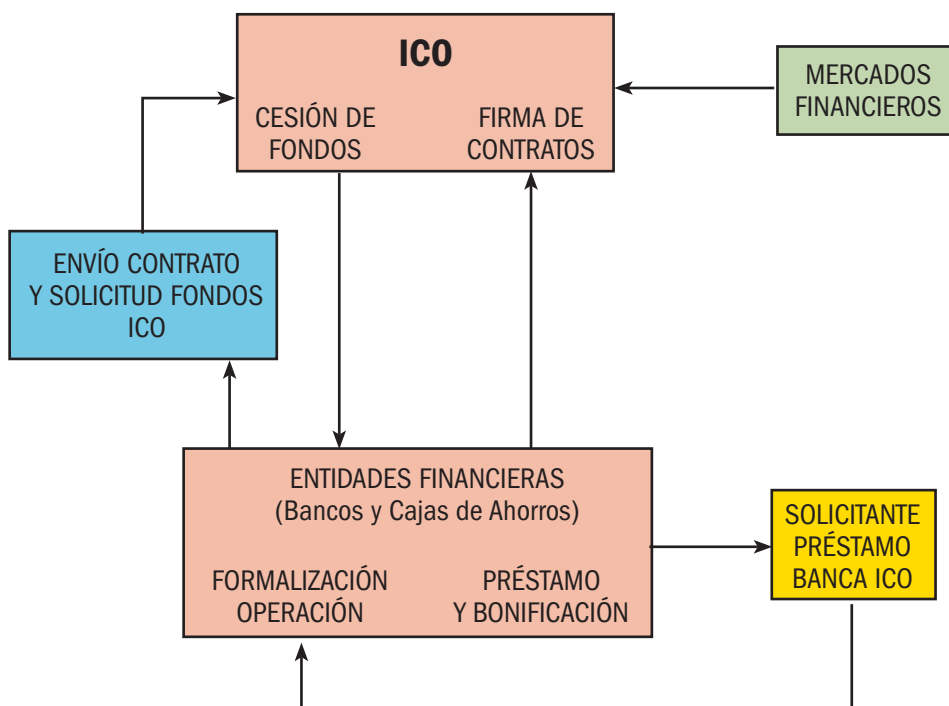 ICO
CESIÓN DE
FONDOS
FIRMA DE
CONTRATOS
MERCADOS
FINANCIEROS
ENVÍO CONTRATO
Y SOLICITUD FONDOS
ICO
ENTIDADES FINANCIERAS
(Bancos y Cajas de Ahorros)
FORMALIZACIÓN
OPERACIÓN
PRÉSTAMO
Y BONIFICACIÓN
SOLICITANTE
PRÉSTAMO
BANCA ICO